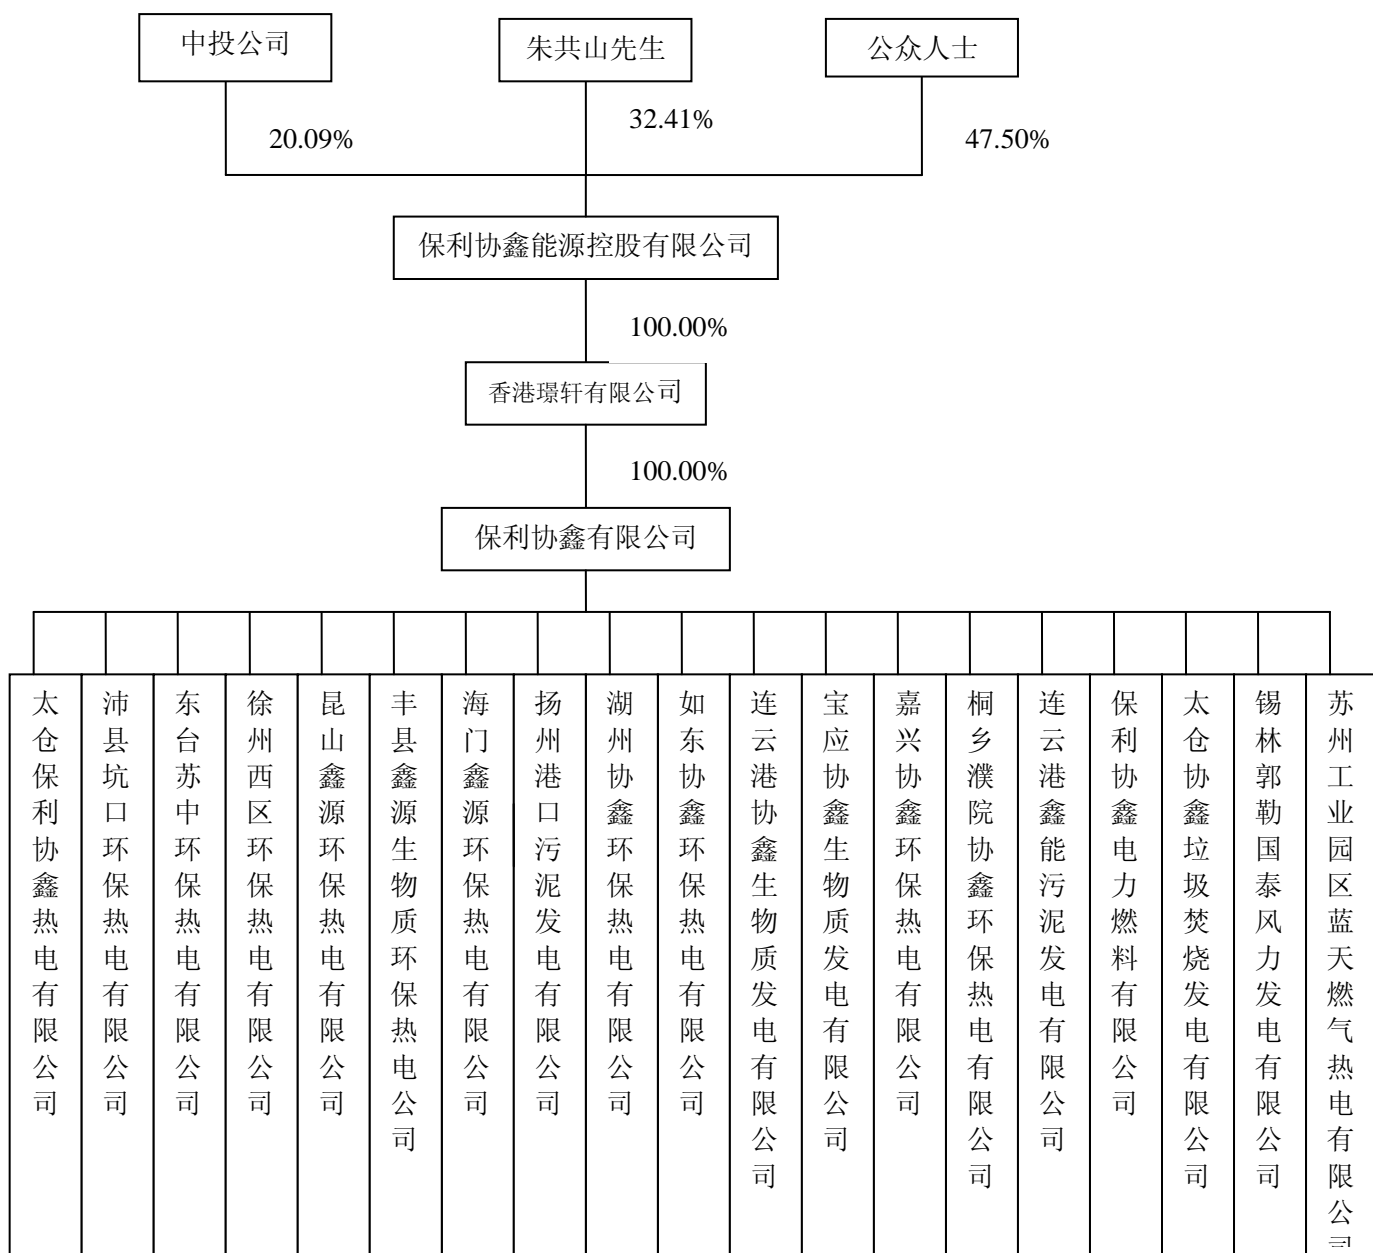 中投公司
朱共山先生
公众人士
20.09%
32.41%
47.50%
保利协鑫能源控股有限公司
100.00%
香港璟轩有限公司
100.00%
保利协鑫有限公司
太仓保利协鑫热电有限公司
沛县坑口环保热电有限公司
东台苏中环保热电有限公司
徐州西区环保热电有限公司
昆山鑫源环保热电有限公司
丰县鑫源生物质环保热电公司
海门鑫源环保热电有限公司
扬州港口污泥发电有限公司
湖州协鑫环保热电有限公司
如东协鑫环保热电有限公司
连云港协鑫生物质发电有限公司
宝应协鑫生物质发电有限公司
嘉兴协鑫环保热电有限公司
桐乡濮院协鑫环保热电有限公司
连云港鑫能污泥发电有限公司
保利协鑫电力燃料有限公司
太仓协鑫垃圾焚烧发电有限公司
锡林郭勒国泰风力发电有限公司
苏州工业园区蓝天燃气热电有限公司